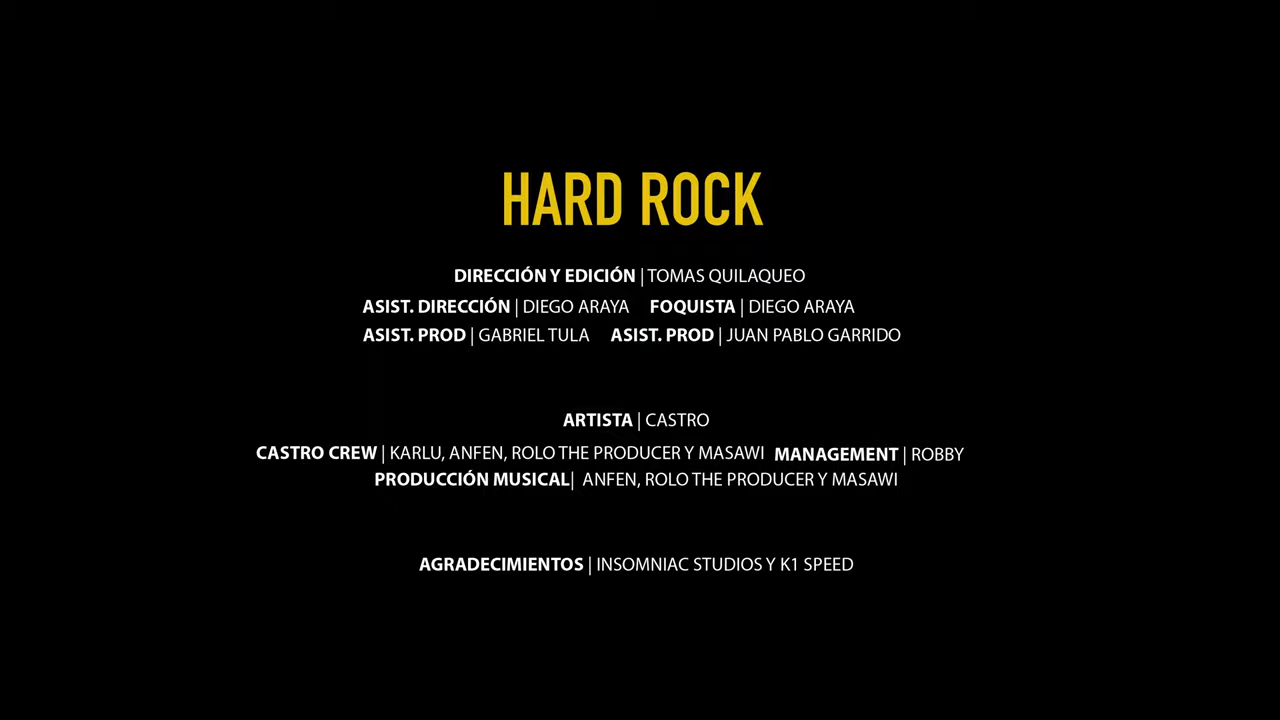 HARD ROCK
DIRECCIÓN Y EDICIÓN | TOMAS QUILAQUEO
ASIST. DIRECCIÓN | DIEGO ARAYA FOQUISTA | DIEGO ARAYA
ASIST. PROD | GABRIEL TULA ASIST. PROD | JUAN PABLO GARRIDO
ARTISTA | CASTRO
CASTRO CREW | KARLU, ANFEN, ROLO THE PRODUCER Y MASAWI MANAGEMENT | ROBBY
PRODUCCIÓN MUSICAL| ANFEN, ROLO THE PRODUCER Y MASAWI
AGRADECIMIENTOS | INSOMNIAC STUDIOS Y K1 SPEED